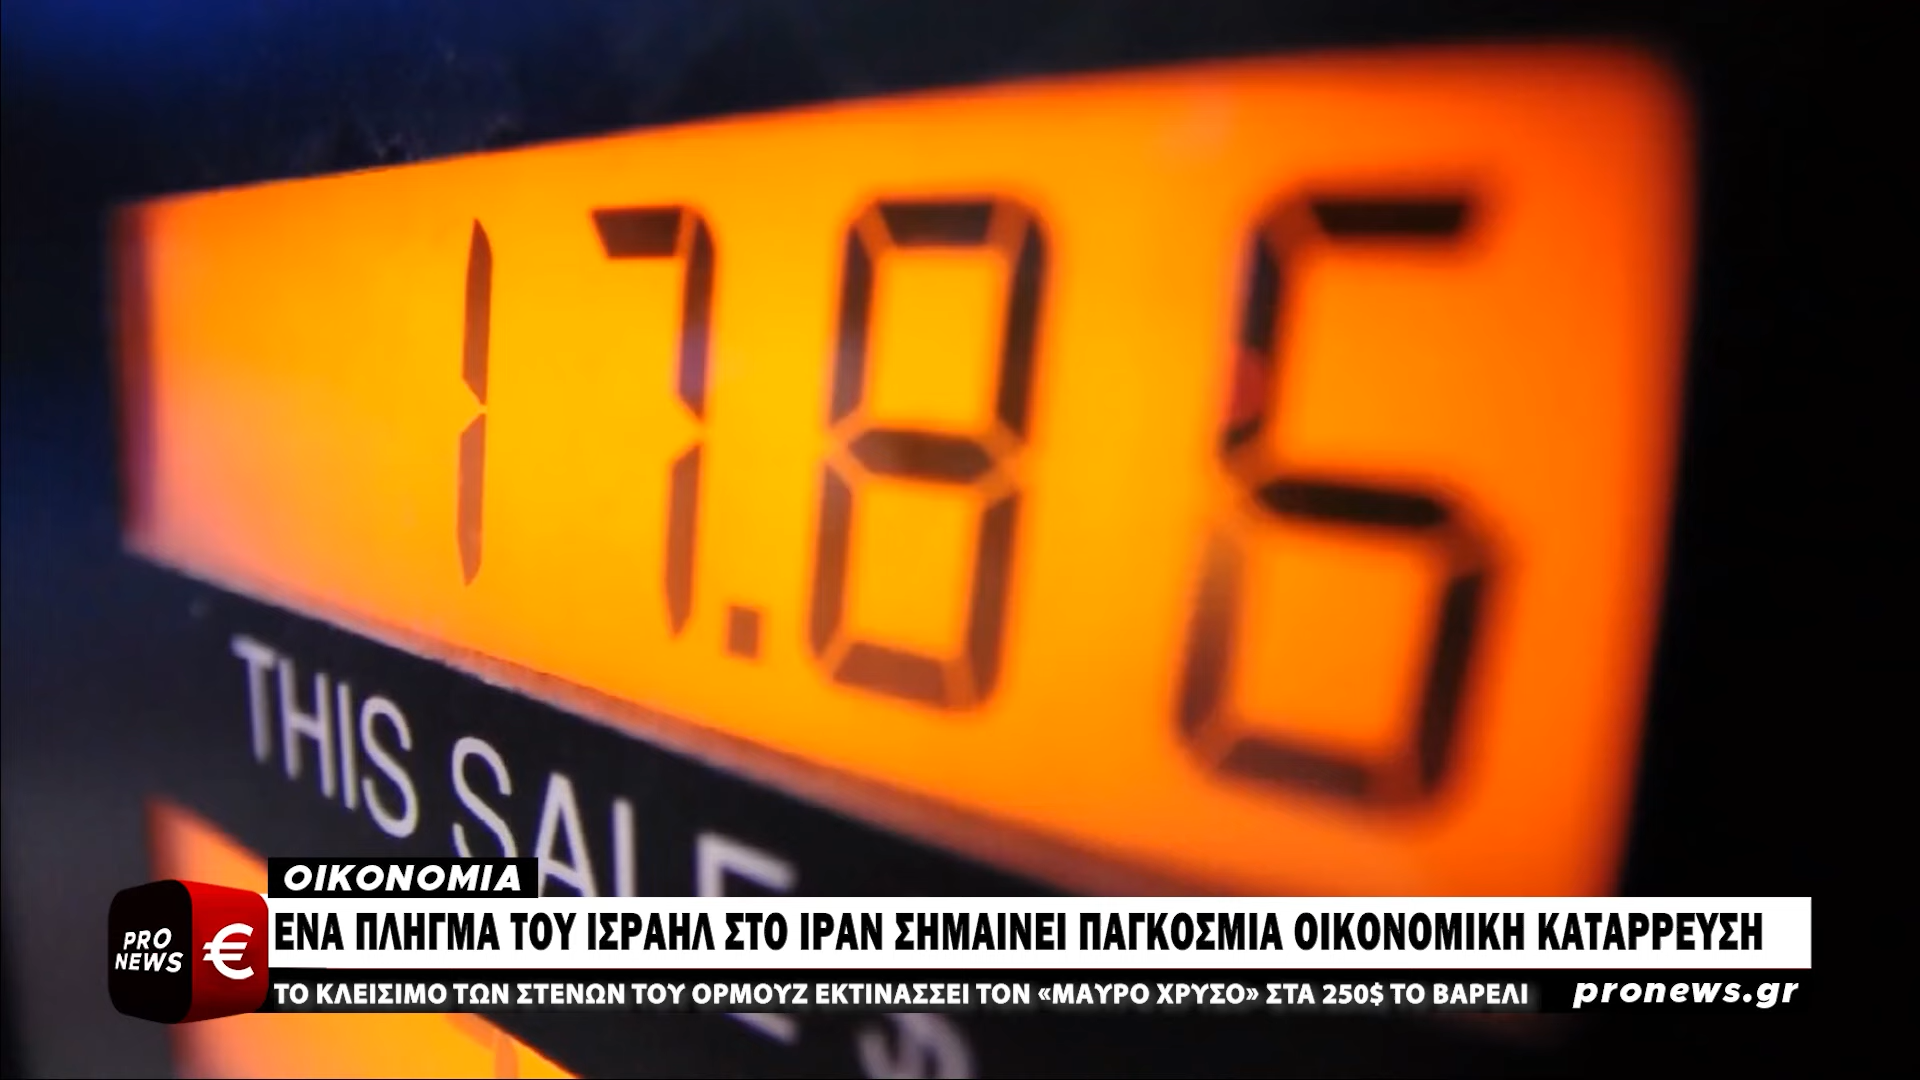 17.86
THIS SALE $
ΟΙΚΟΝΟΜΙΑ
PRO
NEWS
€
ΕΝΑ ΠΛΗΓΜΑ ΤΟΥ ΙΣΡΑΗΛ ΣΤΟ ΙΡΑΝ ΣΗΜΑΙΝΕΙ ΠΑΓΚΟΣΜΙΑ ΟΙΚΟΝΟΜΙΚΗ ΚΑΤΑΡΡΕΥΣΗ
ΤΟ ΚΛΕΙΣΙΜΟ ΤΩΝ ΣΤΕΝΩΝ ΤΟΥ ΟΡΜΟΥΖ ΕΚΤΙΝΑΣΣΕΙ ΤΟΝ «ΜΑΥΡΟ ΧΡΥΣΟ» ΣΤΑ 250$ ΤΟ ΒΑΡΕΛΙ
pronews.gr